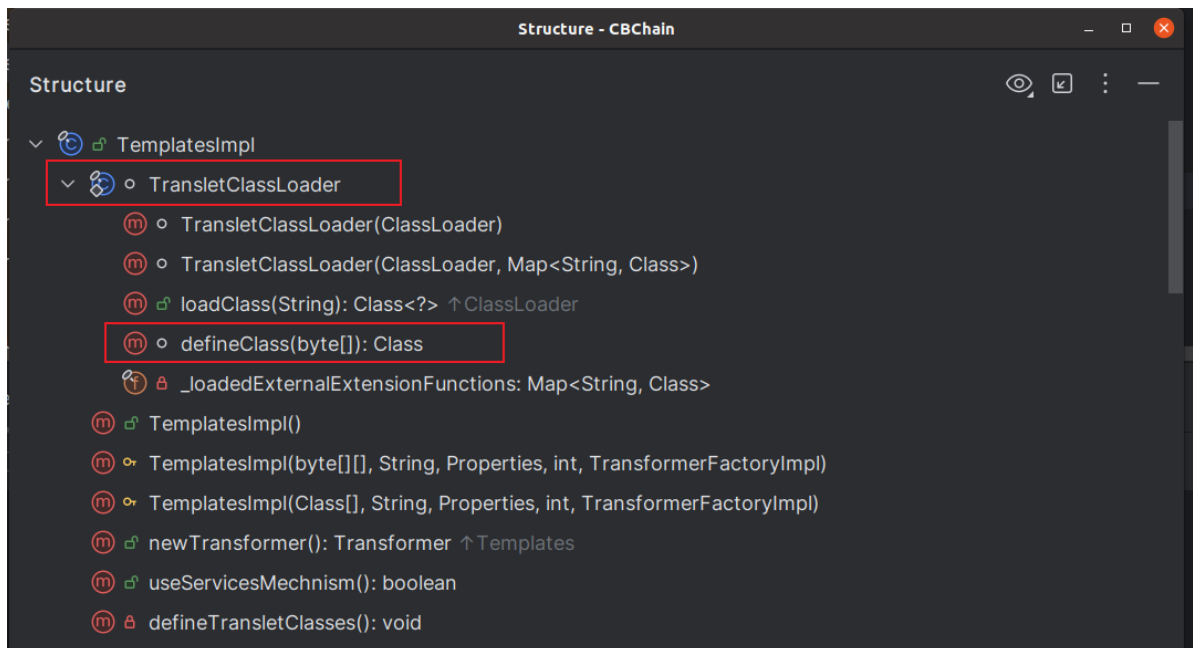 Structure - CBChain
Structure
TemplatesImpl
TransletClassLoader
TransletClassLoader(ClassLoader)
TransletClassLoader(ClassLoader, Map<String, Class>)
loadClass(String): Class<?> ↑ClassLoader
defineClass(byte[]): Class
_loadedExternalExtensionFunctions: Map<String, Class>
TemplatesImpl()
TemplatesImpl(byte[][], String, Properties, int, TransformerFactoryImpl)
TemplatesImpl(Class[], String, Properties, int, TransformerFactoryImpl)
newTransformer(): Transformer ↑Templates
useServicesMechnism(): boolean
defineTransletClasses(): void